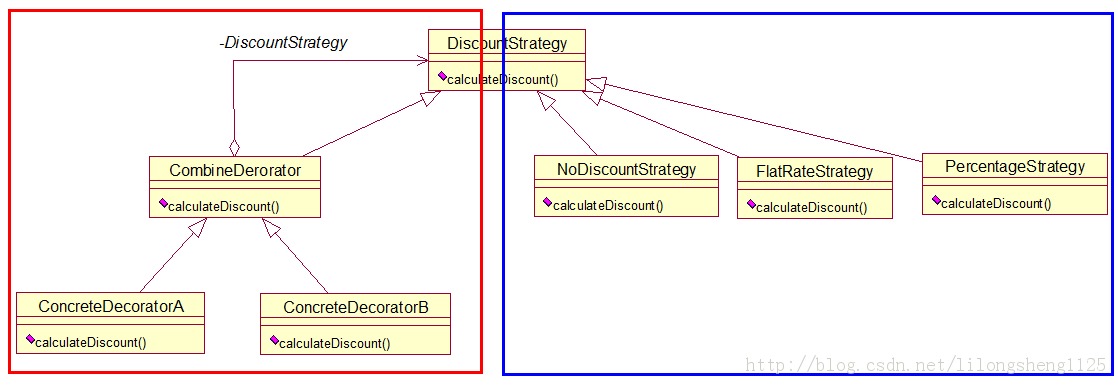 -DiscountStrategy
DiscountStrategy
calculateDiscount()
CombineDerorator
calculateDiscount()
NoDiscountStrategy
calculateDiscount()
FlatRateStrategy
calculateDiscount()
PercentageStrategy
calculateDiscount()
ConcreteDecoratorA
calculateDiscount()
ConcreteDecoratorB
calculateDiscount()
http://blog.csdn.net/lilongsheng1125